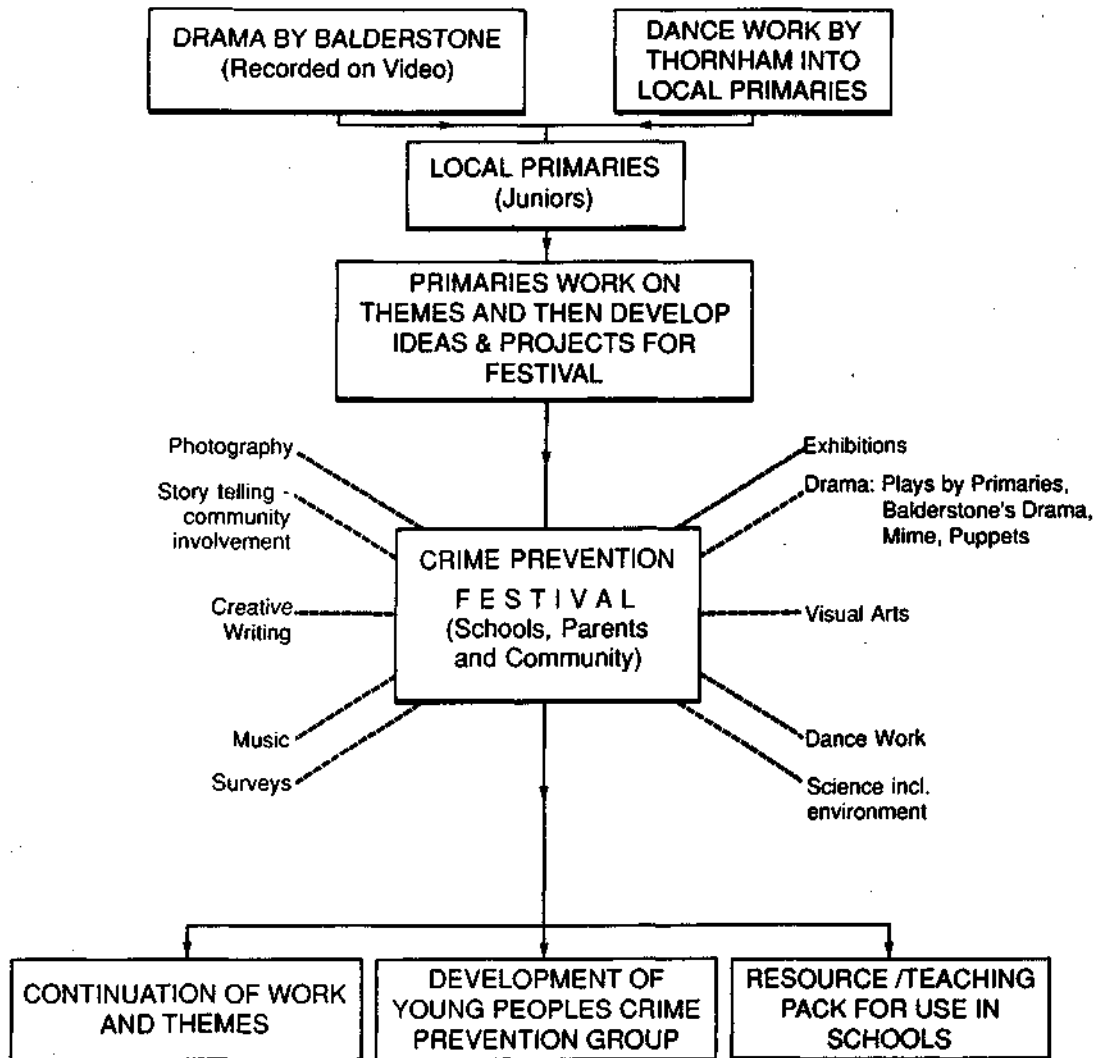 DRAMA BY BALDERSTONE
(Recorded on Video)
DANCE WORK BY
THORNHAM INTO
LOCAL PRIMARIES
LOCAL PRIMARIES
(Juniors)
PRIMARIES WORK ON
THEMES AND THEN DEVELOP
IDEAS & PROJECTS FOR
FESTIVAL
Photography
Story telling -
community
involvement
Creative
Writing
Music
Surveys
CRIME PREVENTION
FESTIVAL
(Schools, Parents
and Community)
Exhibitions
Drama: Plays by Primaries,
Balderstone's Drama,
Mime, Puppets
Visual Arts
Dance Work
Science incl.
environment
CONTINUATION OF WORK
AND THEMES
DEVELOPMENT OF
YOUNG PEOPLES CRIME
PREVENTION GROUP
RESOURCE /TEACHING
PACK FOR USE IN
SCHOOLS